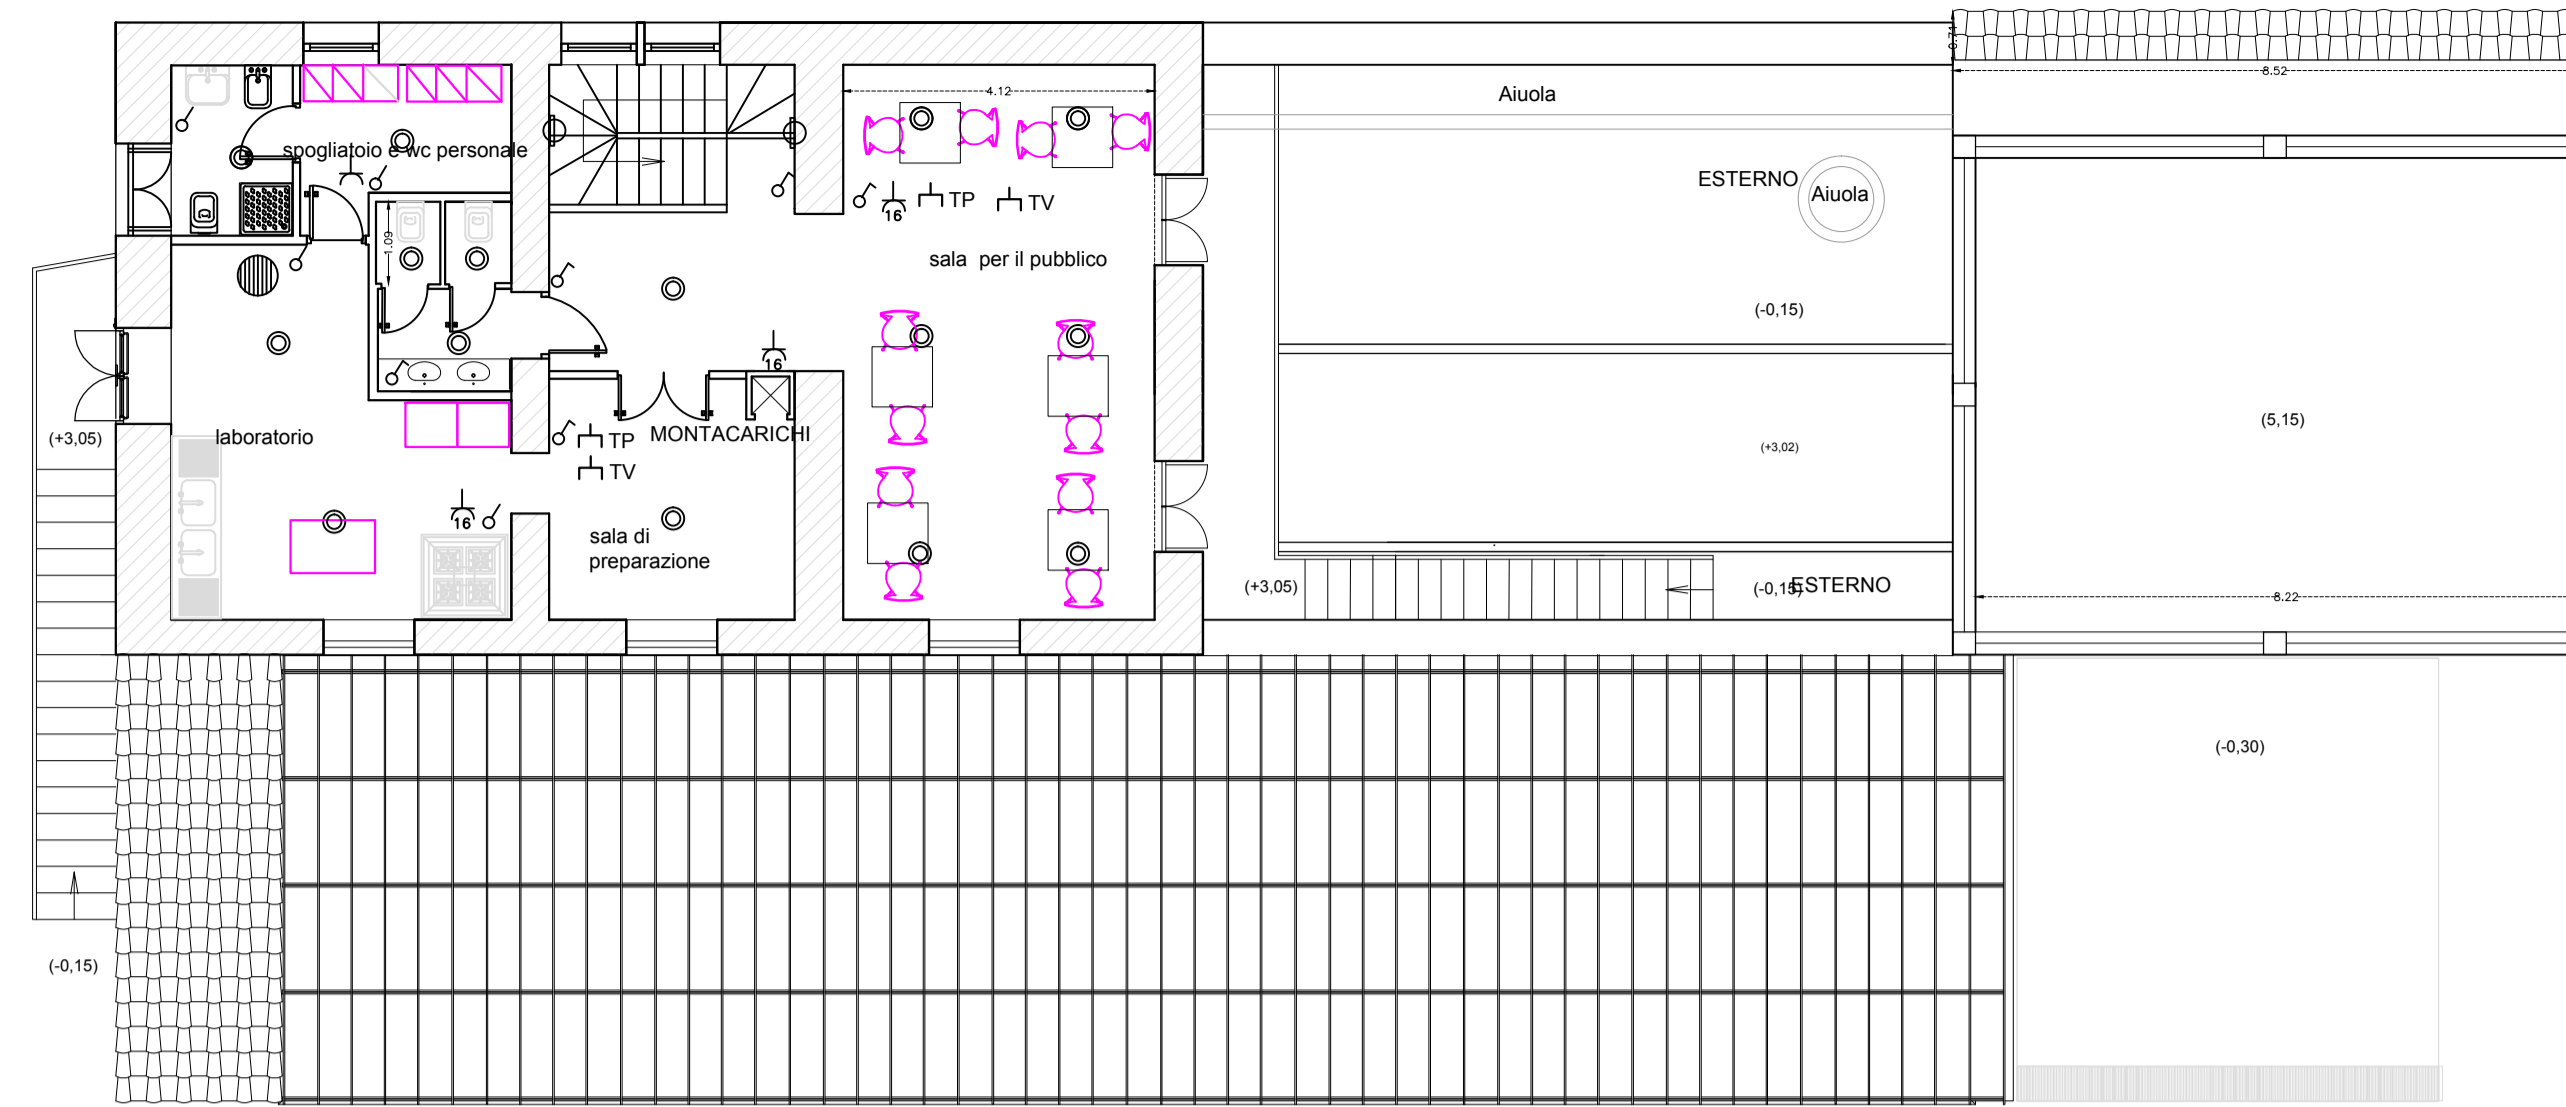 0.71
8.52
4.12
Aiuola
spogliatoio e wc personale
ESTERNO
Aiuola
TP
TV
16
1.09
sala per il pubblico
(-0,15)
16
(5,15)
(+3,05)
laboratorio
TP
MONTACARICHI
(+3,02)
TV
16
sala di
preparazione
(+3,05)
(-0,15)
ESTERNO
8.22
(-0,30)
(-0,15)